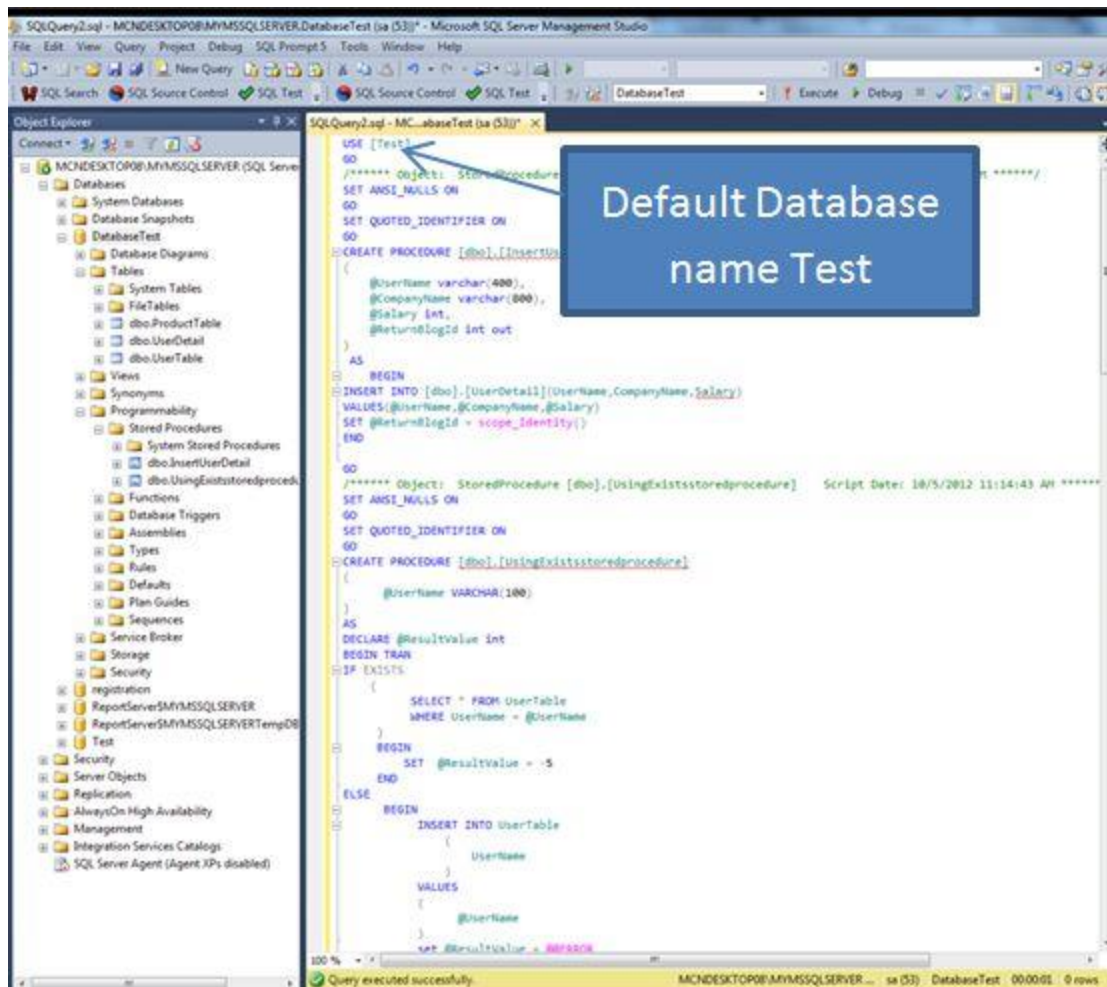 SQLQuery2.sql - MCNDESKTOP08\MYMSSQLSERVER.DatabaseTest (sa (53))* - Microsoft SQL Server Management Studio
File Edit View Query Project Debug SQL Prompt 5 Tools Window Help
New Query
SQL Search SQL Source Control SQL Test SQL Source Control SQL Test DatabaseTest Execute Debug
Object Explorer
Connect
MCNDESKTOP08\MYMSSQLSERVER (SQL Serve
Databases
System Databases
Database Snapshots
DatabaseTest
Database Diagrams
Tables
System Tables
FileTables
dbo.ProductTable
dbo.UserDetail
dbo.UserTable
Views
Synonyms
Programmability
Stored Procedures
System Stored Procedures
dbo.InsertUserDetail
dbo.UsingExistsstoredprocedu
Functions
Database Triggers
Assemblies
Types
Rules
Defaults
Plan Guides
Sequences
Service Broker
Storage
Security
registration
ReportServer$MYMSSQLSERVER
ReportServer$MYMSSQLSERVERTempDB
Test
Security
Server Objects
Replication
AlwaysOn High Availability
Management
Integration Services Catalogs
SQL Server Agent (Agent XPs disabled)
SQLQuery2.sql - MC...abaseTest (sa (53))*
USE [Test]
GO
/****** Object: StoredProcedure ******/
SET ANSI_NULLS ON
GO
SET QUOTED_IDENTIFIER ON
GO
CREATE PROCEDURE [dbo].[InsertUs
(
@UserName varchar(400),
@CompanyName varchar(800),
@Salary int,
@ReturnBlogId int out
)
AS
BEGIN
INSERT INTO [dbo].[UserDetail](UserName,CompanyName,Salary)
VALUES(@UserName,@CompanyName,@Salary)
SET @ReturnBlogId = scope_Identity()
END
GO
/****** Object: StoredProcedure [dbo].[UsingExistsstoredprocedure] Script Date: 10/5/2012 11:14:43 AM ******
SET ANSI_NULLS ON
GO
SET QUOTED_IDENTIFIER ON
GO
CREATE PROCEDURE [dbo].[UsingExistsstoredprocedure]
(
@UserName VARCHAR(100)
)
AS
DECLARE @ResultValue int
BEGIN TRAN
IF EXISTS
(
SELECT * FROM UserTable
WHERE UserName = @UserName
)
BEGIN
SET @ResultValue = -5
END
ELSE
BEGIN
INSERT INTO UserTable
(
UserName
)
VALUES
(
@UserName
)
set @ResultValue = @@ERROR
Default Database
name Test
100 %
Query executed successfully. MCNDESKTOP08\MYMSSQLSERVER ... sa (53) DatabaseTest 00:00:01 0 rows